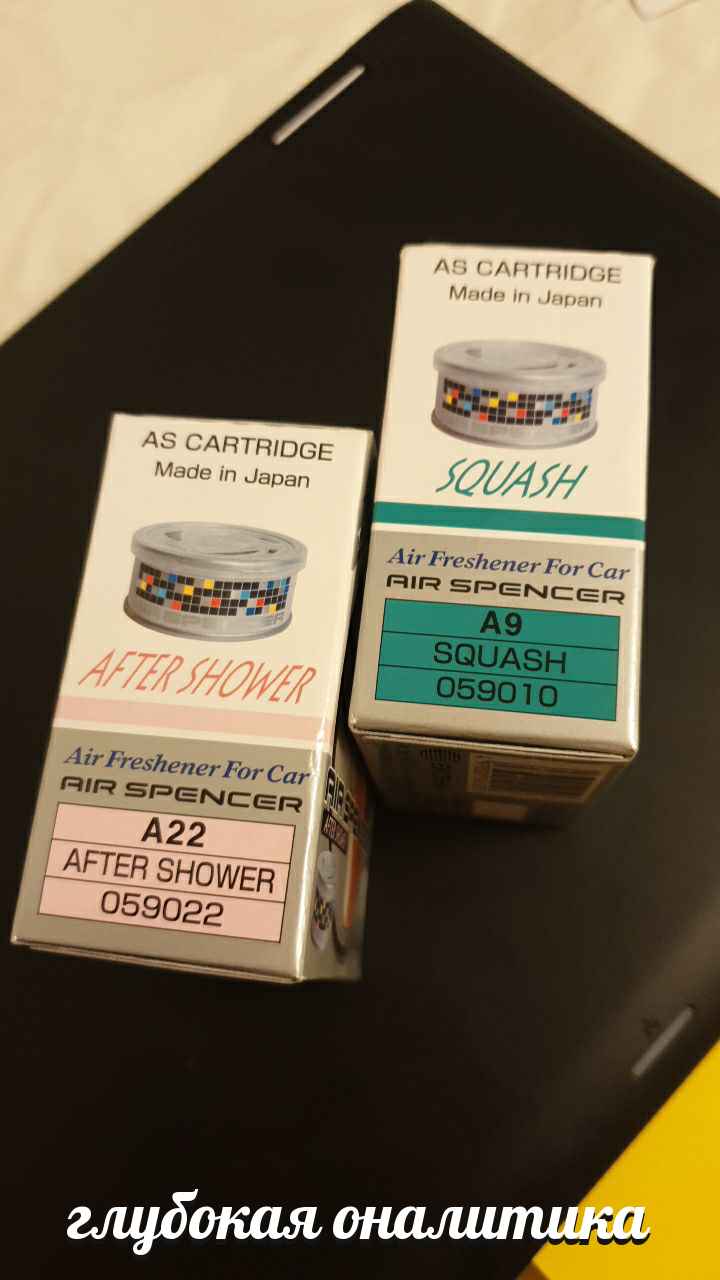 AS CARTRIDGE
Made in Japan
SQUASH
Air Freshener For Car
AIR SPENCER
A9
SQUASH
059010
AS CARTRIDGE
Made in Japan
AFTER SHOWER
Air Freshener For Car
AIR SPENCER
A22
AFTER SHOWER
059022
глубокая оналитика